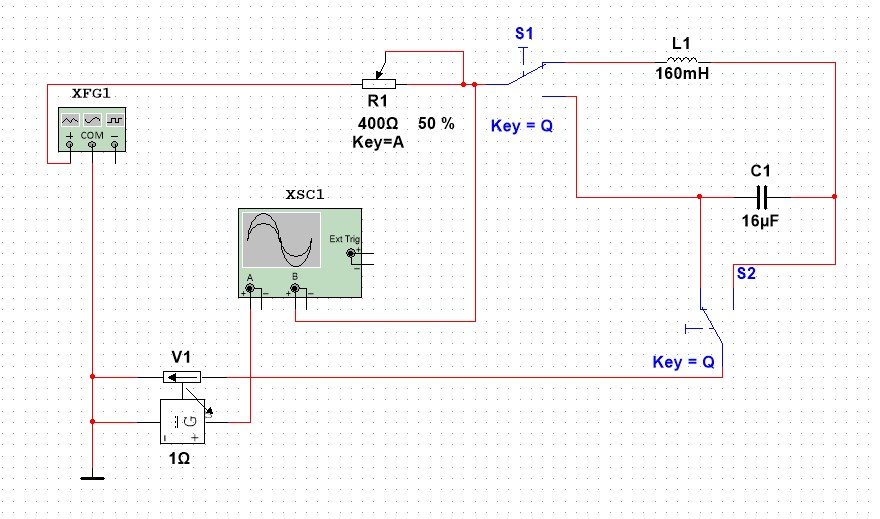 S1
L1
160mH
XFG1
R1
400Ω 50 %
Key=A
Key = Q
+ COM −
C1
16µF
XSC1
Ext Trig
+
−
A B
+ − + −
S2
V1
Key = Q
G
− +
1Ω